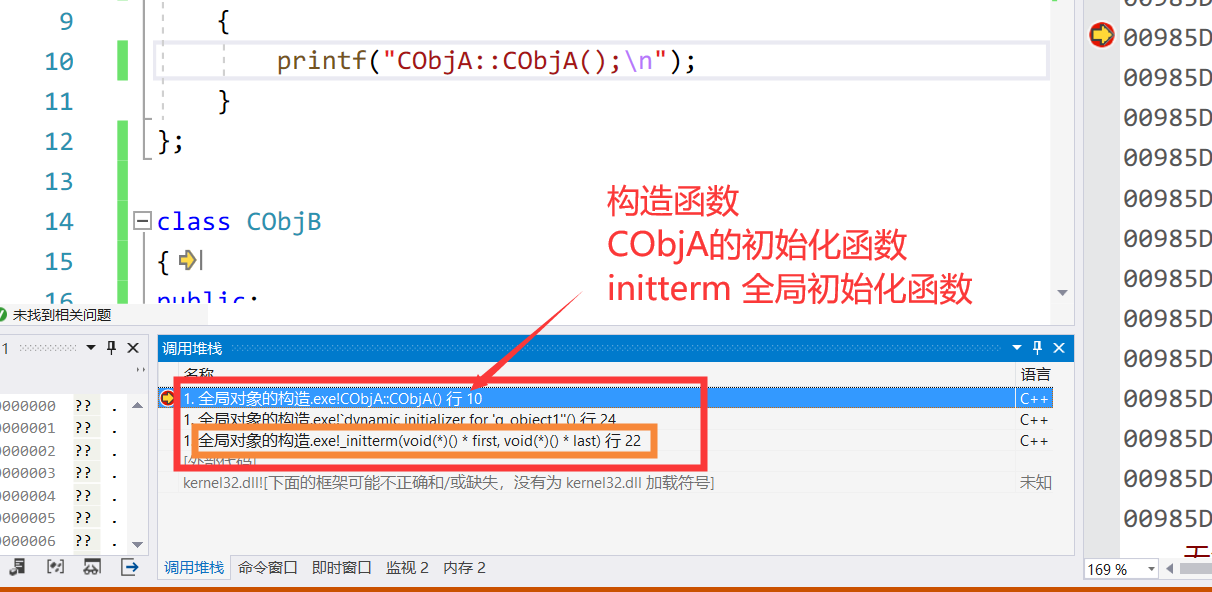 9 {
10 printf("CObjA::CObjA();\n");
11 }
12 };
13
14 class CObjB
15 {
16 public:
未找到相关问题
构造函数
CObjA的初始化函数
initterm 全局初始化函数
00985D
00985D
00985D
00985D
00985D
00985D
00985D
00985D
00985D
00985D
00985D
00985D
00985D
169 %
1
0000000 ?? .
0000001 ?? .
0000002 ?? .
0000003 ?? .
0000004 ?? .
0000005 ?? .
0000006 ?? .
调用堆栈
名称 语言
1. 全局对象的构造.exe!CObjA::CObjA() 行 10 C++
1. 全局对象的构造.exe!`dynamic initializer for 'g_object1''() 行 24 C++
1. 全局对象的构造.exe!_initterm(void(*)() * first, void(*)() * last) 行 22 C++
[外部代码]
kernel32.dll![下面的框架可能不正确和/或缺失，没有为 kernel32.dll 加载符号] 未知
调用堆栈 命令窗口 即时窗口 监视 2 内存 2